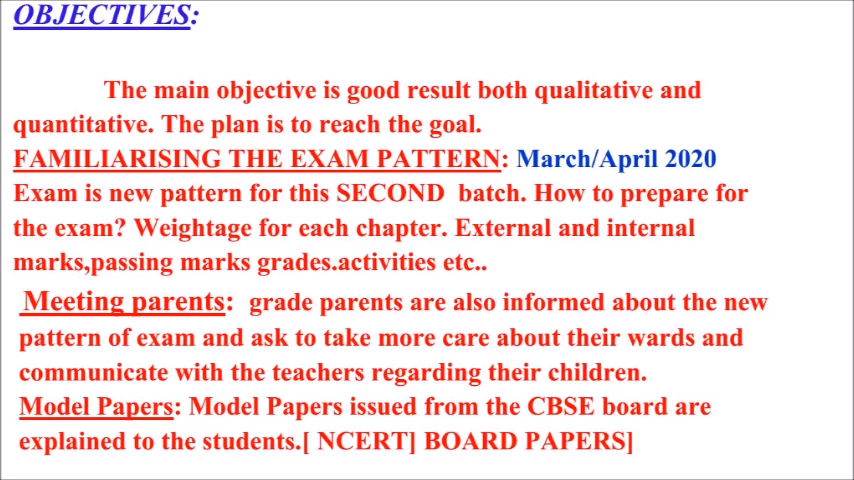 OBJECTIVES:
The main objective is good result both qualitative and
quantitative. The plan is to reach the goal.
FAMILIARISING THE EXAM PATTERN: March/April 2020
Exam is new pattern for this SECOND batch. How to prepare for
the exam? Weightage for each chapter. External and internal
marks,passing marks grades.activities etc..
Meeting parents: grade parents are also informed about the new
pattern of exam and ask to take more care about their wards and
communicate with the teachers regarding their children.
Model Papers: Model Papers issued from the CBSE board are
explained to the students.[ NCERT] BOARD PAPERS]